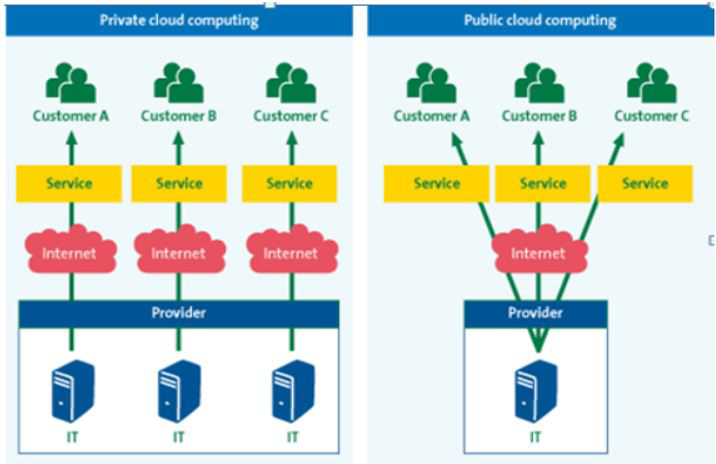 Private cloud computing
Public cloud computing
Customer A
Customer B
Customer C
Customer A
Customer B
Customer C
Service
Service
Service
Service
Service
Service
Internet
Internet
Internet
Internet
Provider
Provider
IT
IT
IT
IT